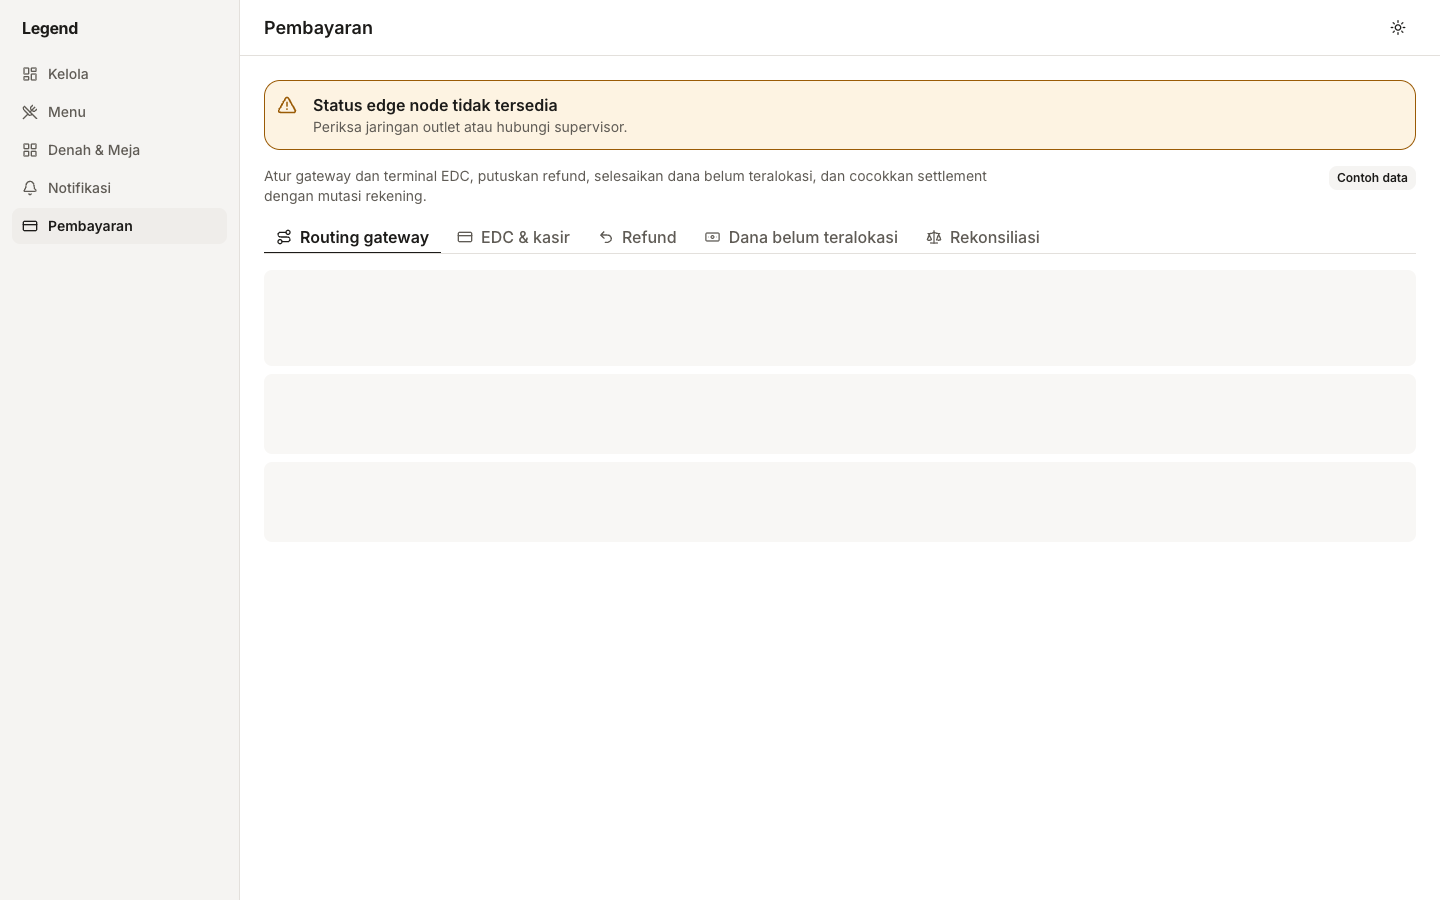 Legend
Kelola
Menu
Denah & Meja
Notifikasi
Pembayaran
Pembayaran
Status edge node tidak tersedia
Periksa jaringan outlet atau hubungi supervisor.
Atur gateway dan terminal EDC, putuskan refund, selesaikan dana belum teralokasi, dan cocokkan settlement
dengan mutasi rekening.
Contoh data
Routing gateway
EDC & kasir
Refund
Dana belum teralokasi
Rekonsiliasi